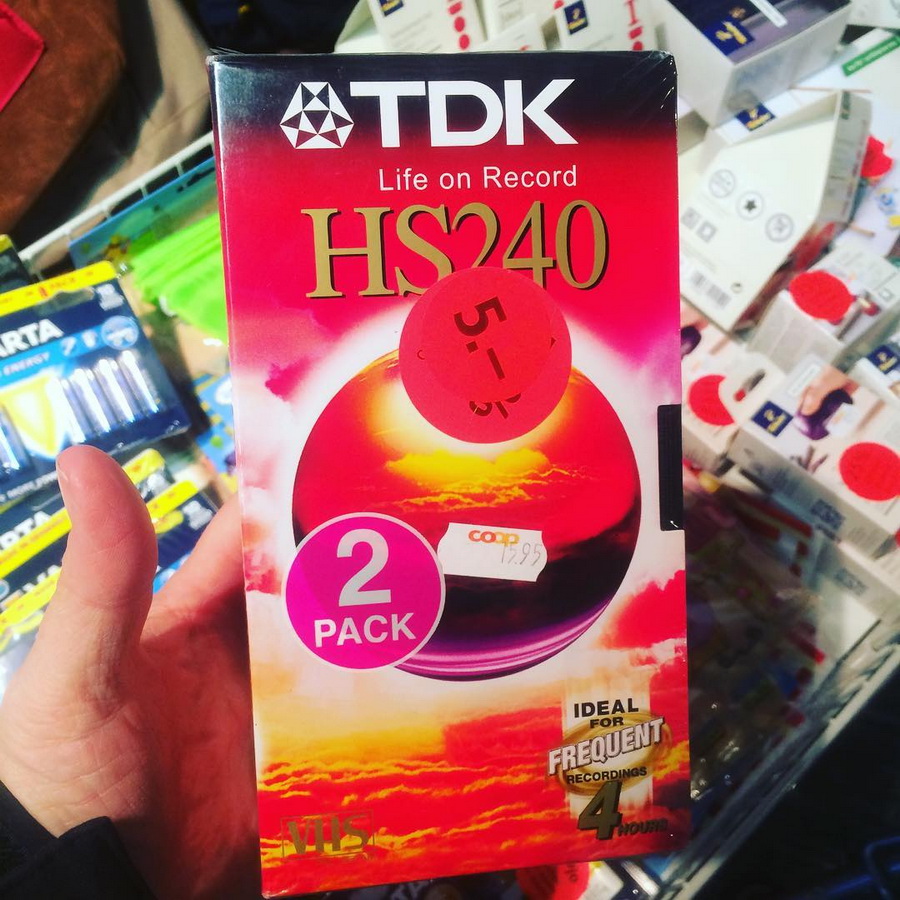 TDK
Life on Record
HS240
5.–
2
PACK
coop
15.95
IDEAL
FOR
FREQUENT
RECORDINGS
4 HOURS
VHS
ARTA
ENERGY
ARTA